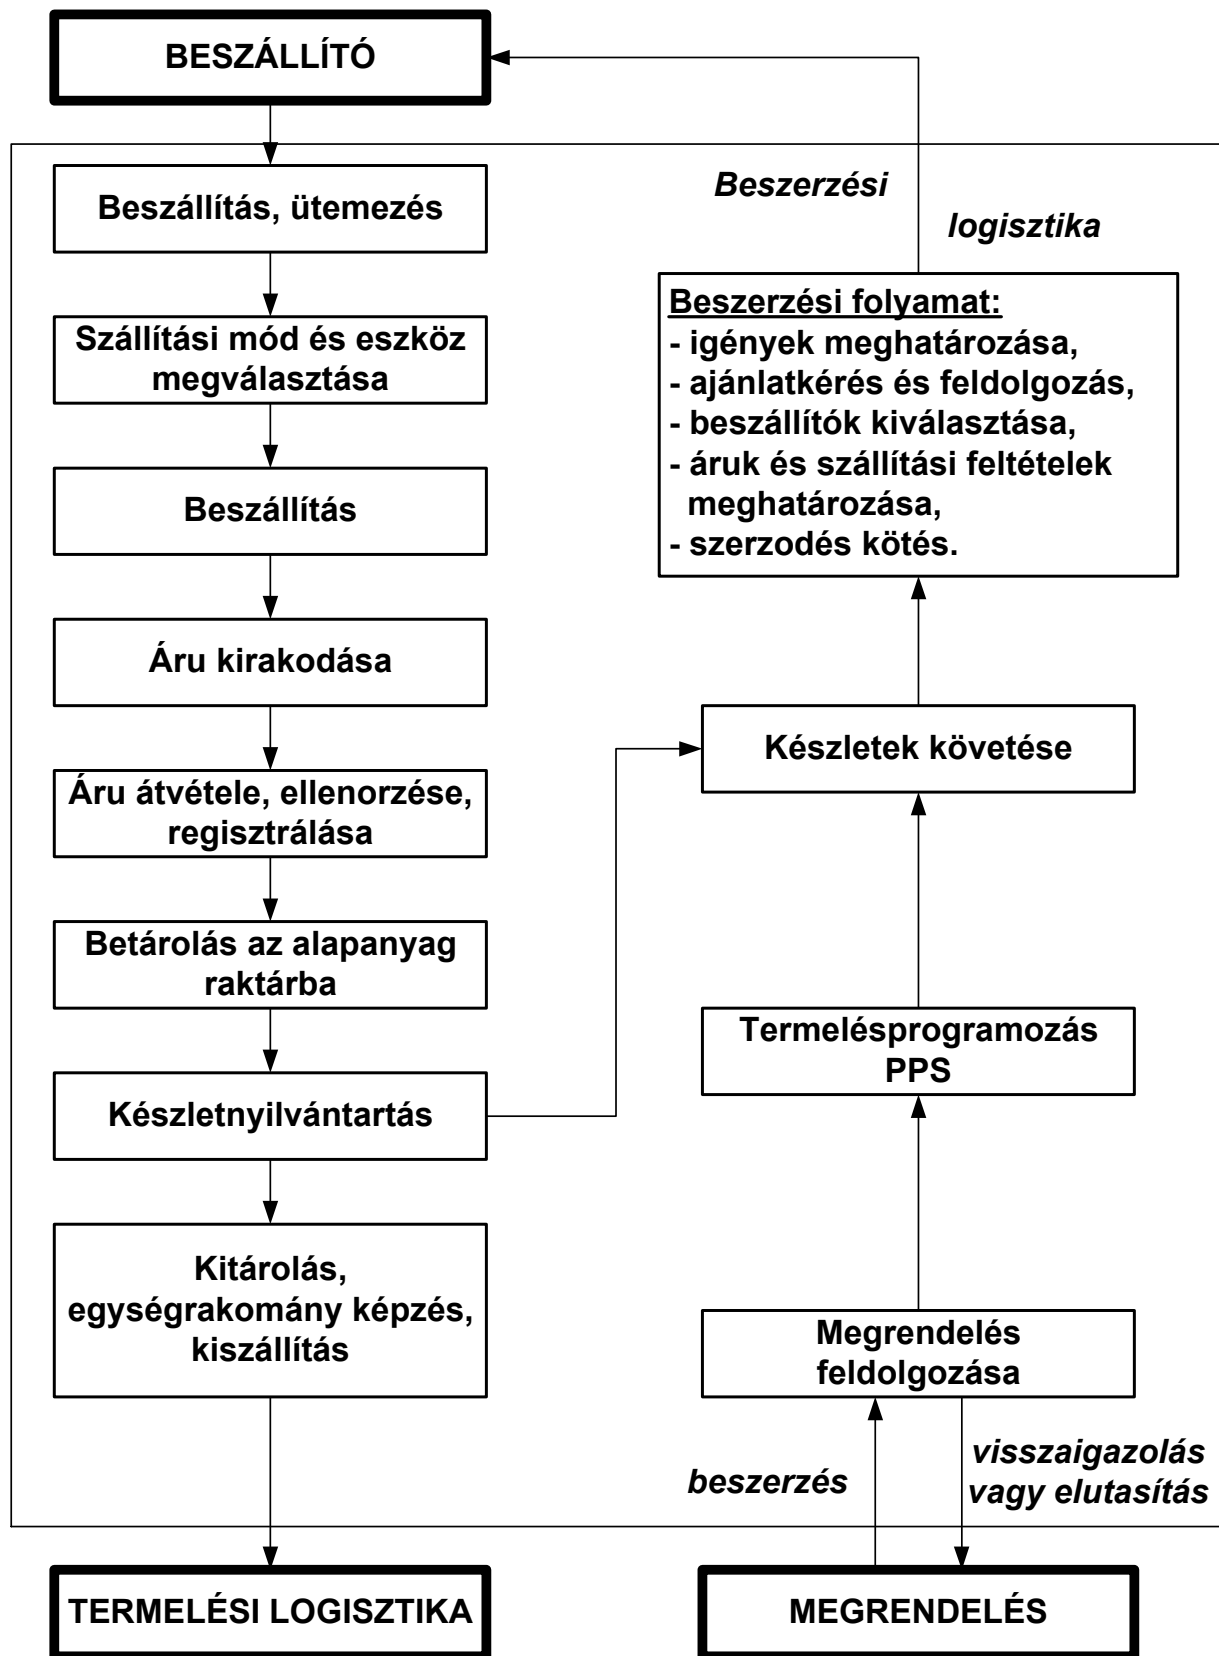 BESZÁLLÍTÓ
Beszállítás, ütemezés
Szállítási mód és eszköz
megválasztása
Beszállítás
Áru kirakodása
Áru átvétele, ellenorzése,
regisztrálása
Betárolás az alapanyag
raktárba
Készletnyilvántartás
Kitárolás,
egységrakomány képzés,
kiszállítás
TERMELÉSI LOGISZTIKA
Beszerzési
logisztika
Beszerzési folyamat:
- igények meghatározása,
- ajánlatkérés és feldolgozás,
- beszállítók kiválasztása,
- áruk és szállítási feltételek
meghatározása,
- szerzodés kötés.
Készletek követése
Termelésprogramozás
PPS
Megrendelés
feldolgozása
beszerzés
visszaigazolás
vagy elutasítás
MEGRENDELÉS